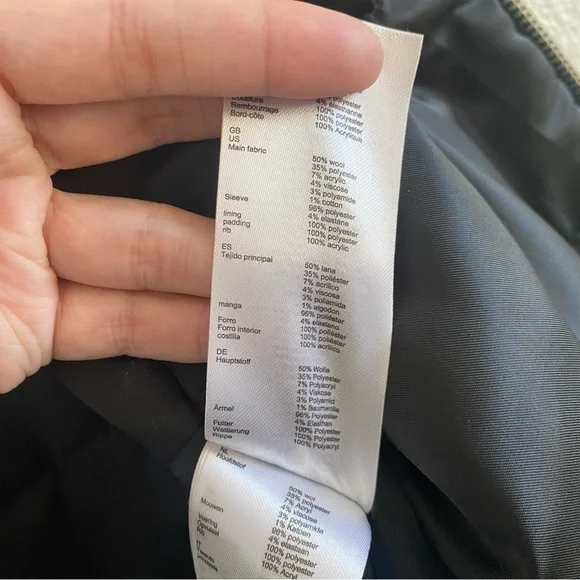 Rembourrage
Bord-côte
polyester
4% élasthanne
100% polyester
100% polyester
100% Acrylique
GB
US
Main fabric
50% wool
35% polyester
7% acrylic
4% viscose
3% polyamide
1% cotton
Sleeve
96% polyester
4% elastane
lining
100% polyester
padding
100% polyester
rib
100% acrylic
ES
Tejido principal
50% lana
35% poliéster
7% acrílico
4% viscosa
3% poliamida
1% algodon
manga
96% poliéster
4% elastano
Forro
100% poliéster
Forro interior
100% poliéster
costilla
100% acrílico
DE
Hauptstoff
50% Wolle
35% Polyester
7% Polyacryl
4% Viskose
3% Polyamid
1% Baumwolle
Ärmel
96% Polyester
4% Elasthan
Futter
100% Polyester
Wattierung
100% Polyester
Rippe
100% Polyacryl
NL
Hoofdstof
50% wol
35% polyester
7% Acryl
4% viscose
3% polyamide
1% Katoen
Mouwen
96% polyester
4% elastaan
Voering
100% polyester
100% polyester
Rib
100% Acryl
IT